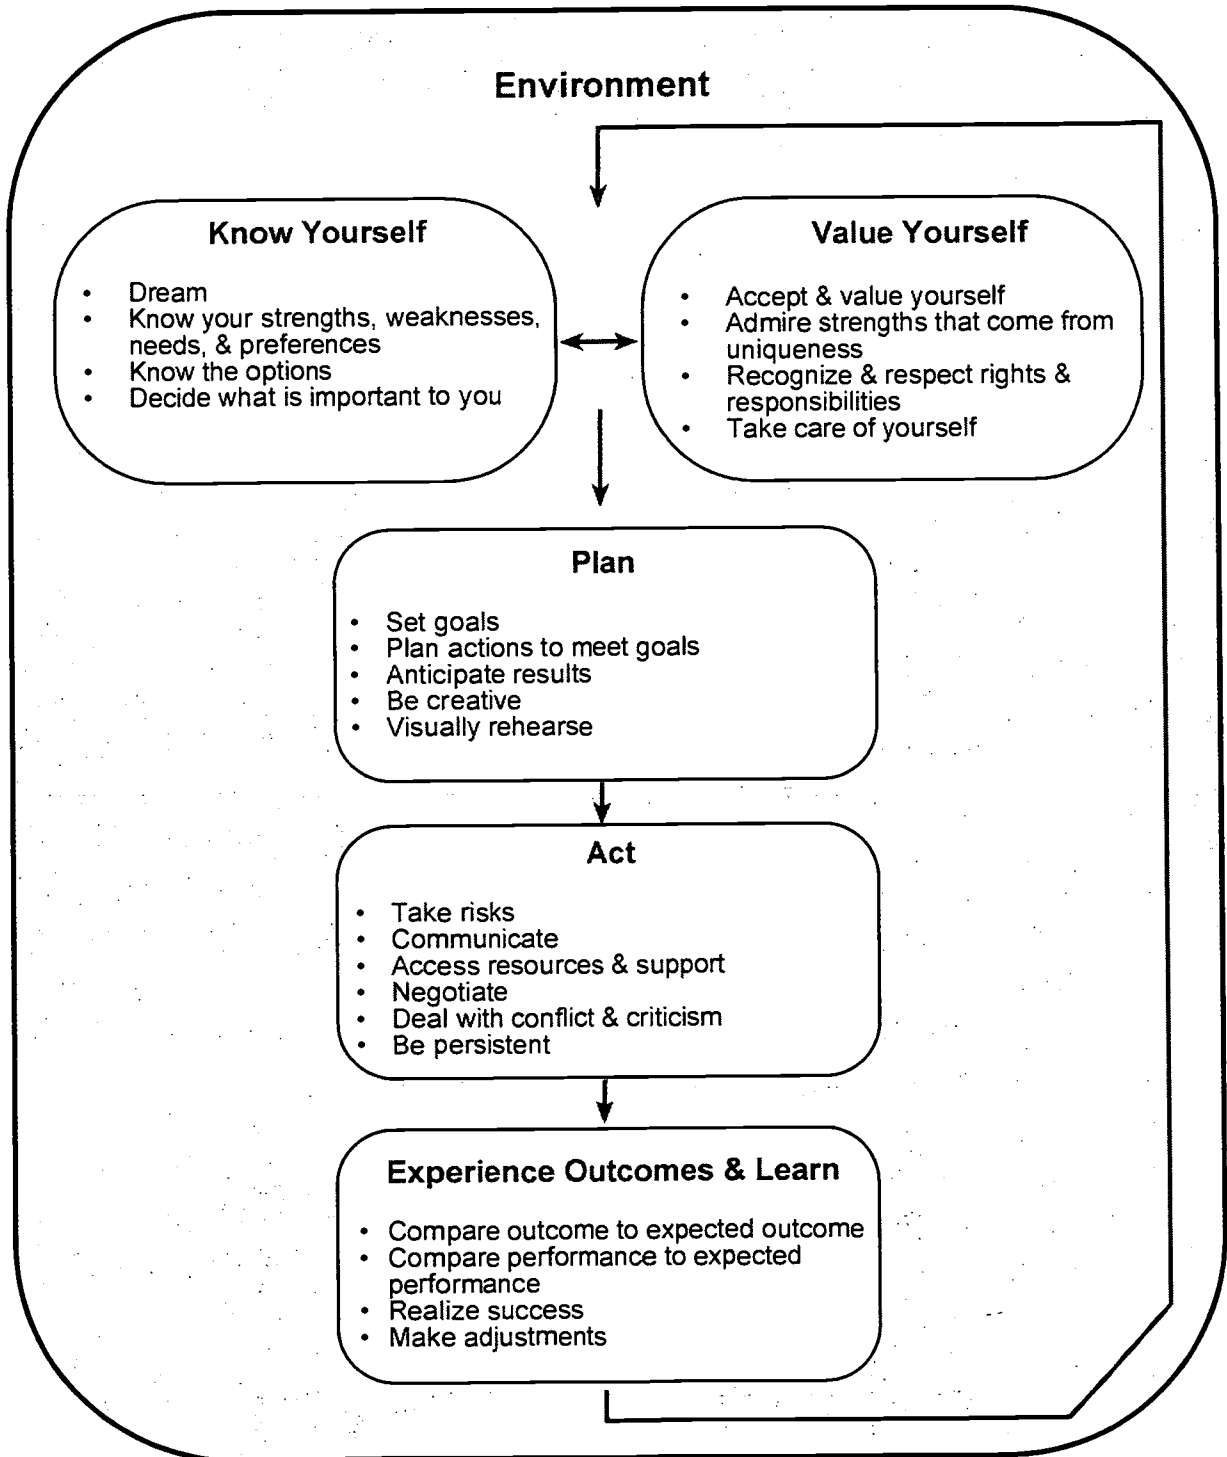 Environment
Know Yourself
• Dream
• Know your strengths, weaknesses,
needs, & preferences
• Know the options
• Decide what is important to you
Value Yourself
• Accept & value yourself
• Admire strengths that come from
uniqueness
• Recognize & respect rights &
responsibilities
• Take care of yourself
Plan
• Set goals
• Plan actions to meet goals
• Anticipate results
• Be creative
• Visually rehearse
Act
• Take risks
• Communicate
• Access resources & support
• Negotiate
• Deal with conflict & criticism
• Be persistent
Experience Outcomes & Learn
• Compare outcome to expected outcome
• Compare performance to expected
performance
• Realize success
• Make adjustments